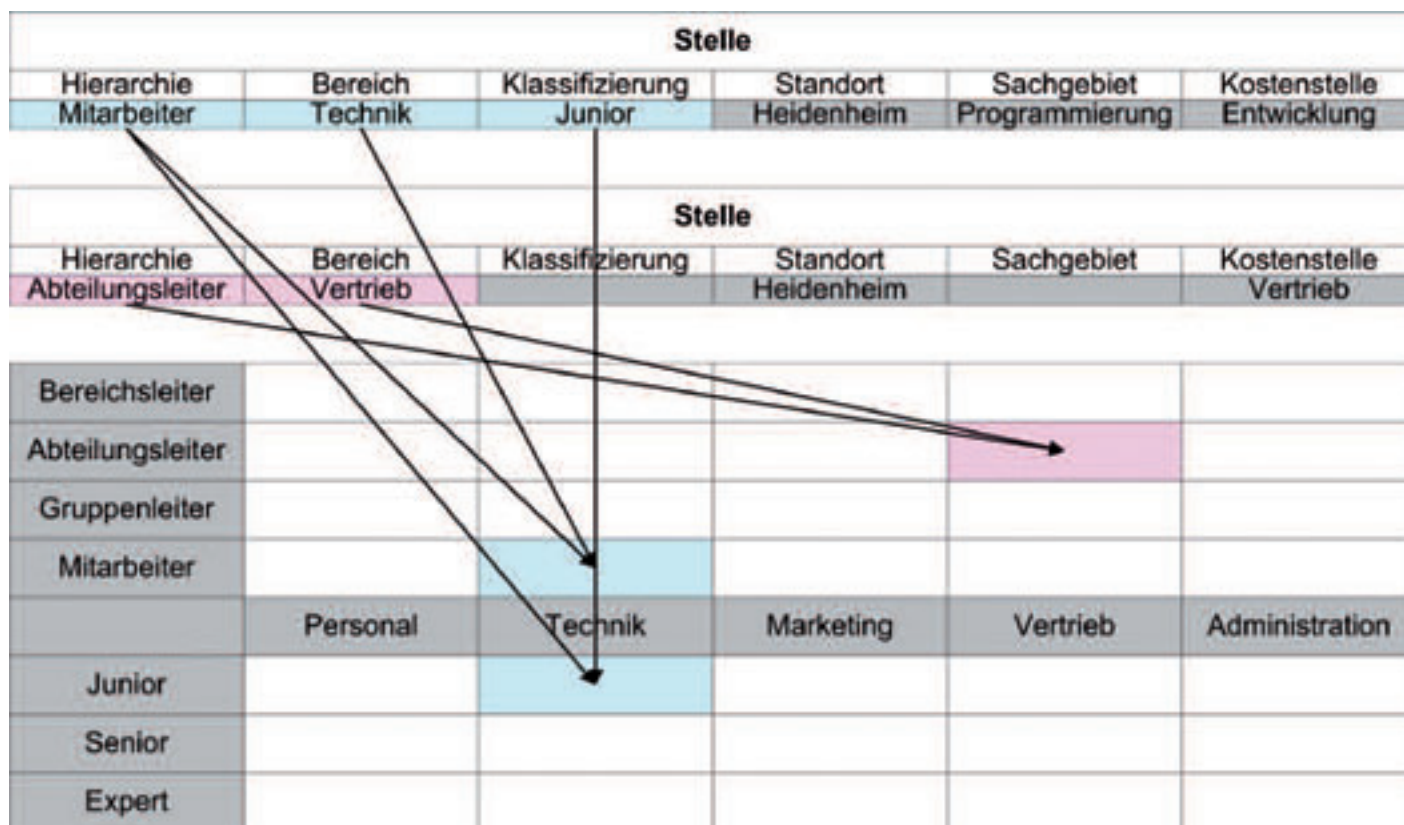 Stelle
Hierarchie Bereich Klassifizierung Standort Sachgebiet Kostenstelle
Mitarbeiter Technik Junior Heidenheim Programmierung Entwicklung
Stelle
Hierarchie Bereich Klassifizierung Standort Sachgebiet Kostenstelle
Abteilungsleiter Vertrieb Heidenheim Vertrieb
Bereichsleiter
Abteilungsleiter
Gruppenleiter
Mitarbeiter
Personal Technik Marketing Vertrieb Administration
Junior
Senior
Expert